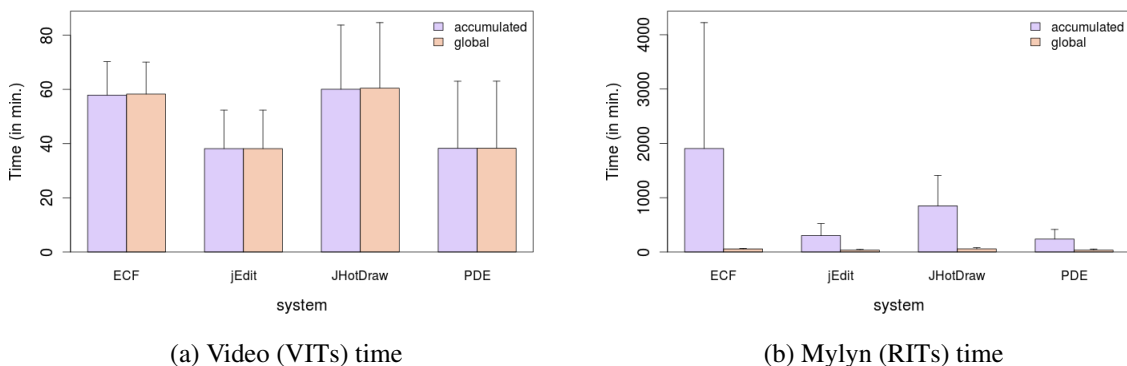 accumulated
global
Time (in min.)
80
60
40
20
0
ECF jEdit JHotDraw PDE
system
(a) Video (VITs) time
accumulated
global
Time (in min.)
4000
3000
2000
1000
0
ECF jEdit JHotDraw PDE
system
(b) Mylyn (RITs) time